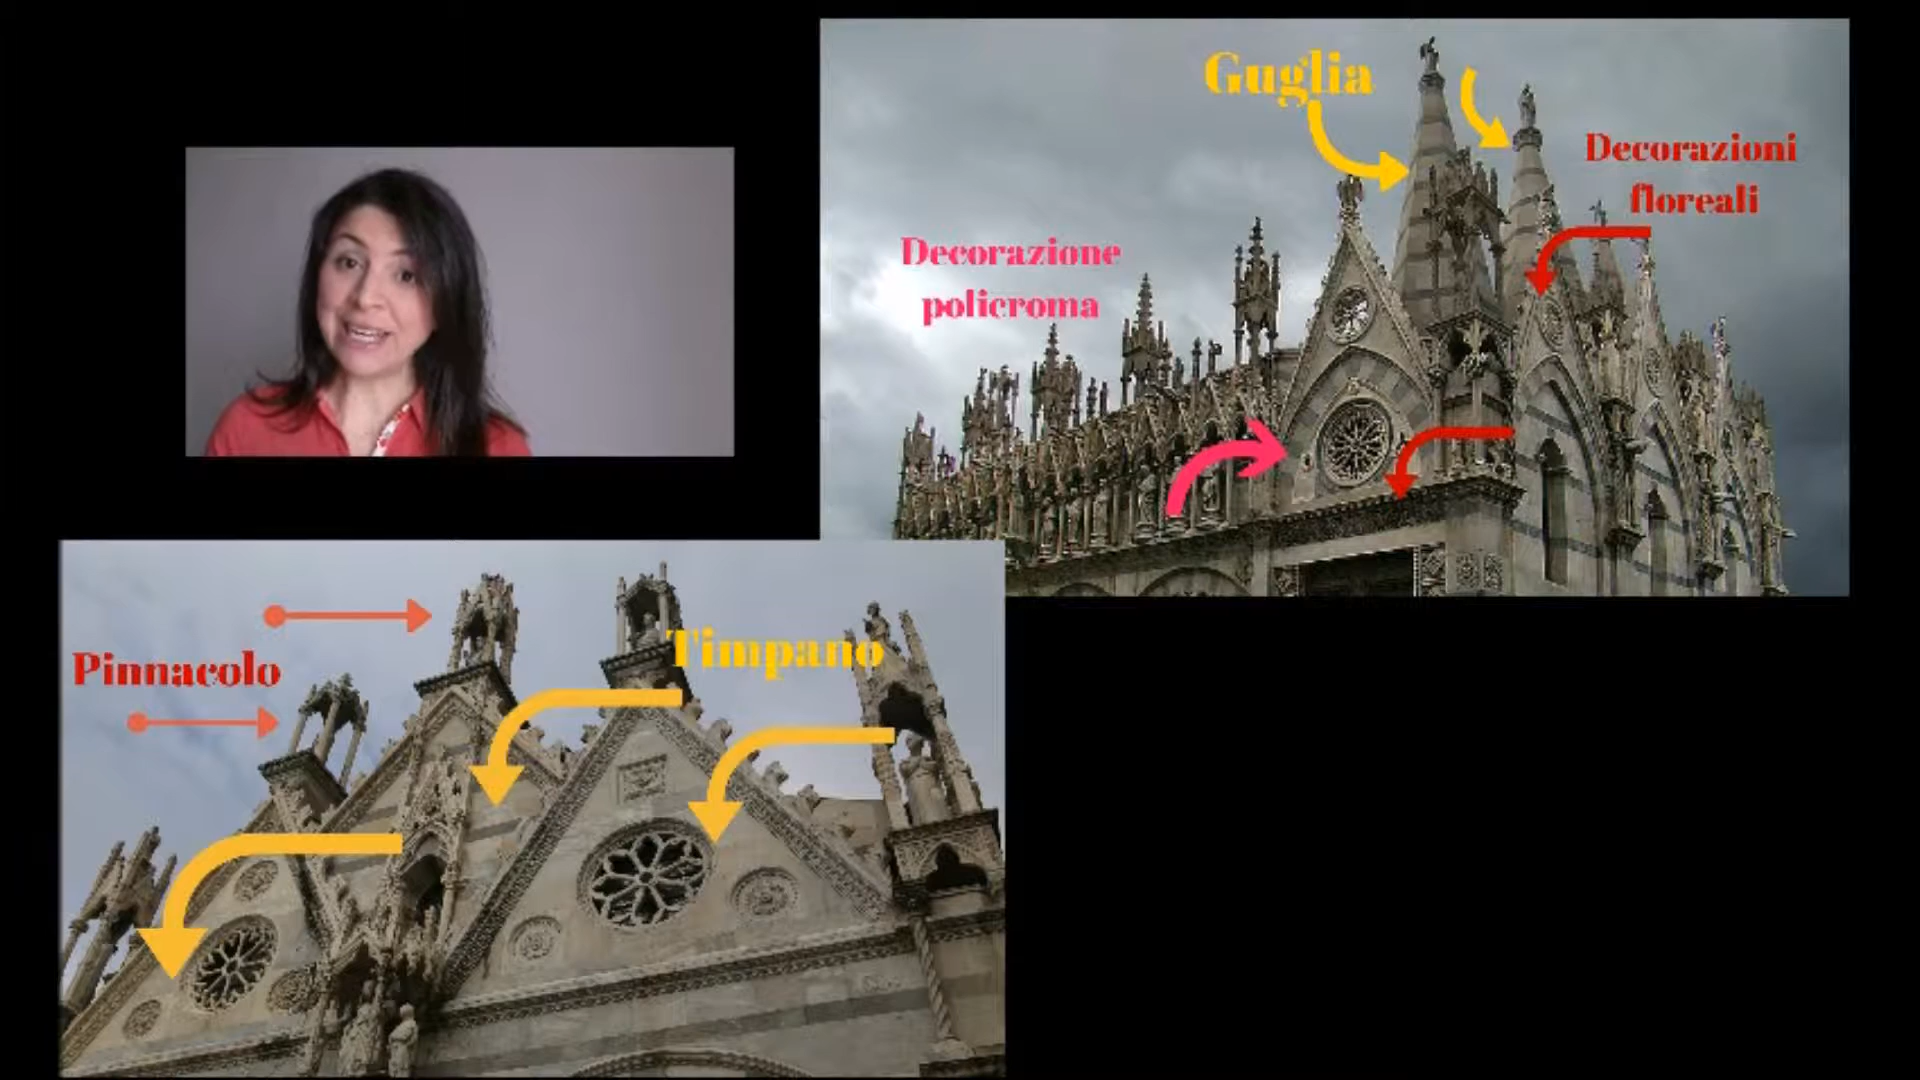 Guglia
Decorazioni
floreali
Decorazione
policroma
Pinnacolo
Timpano